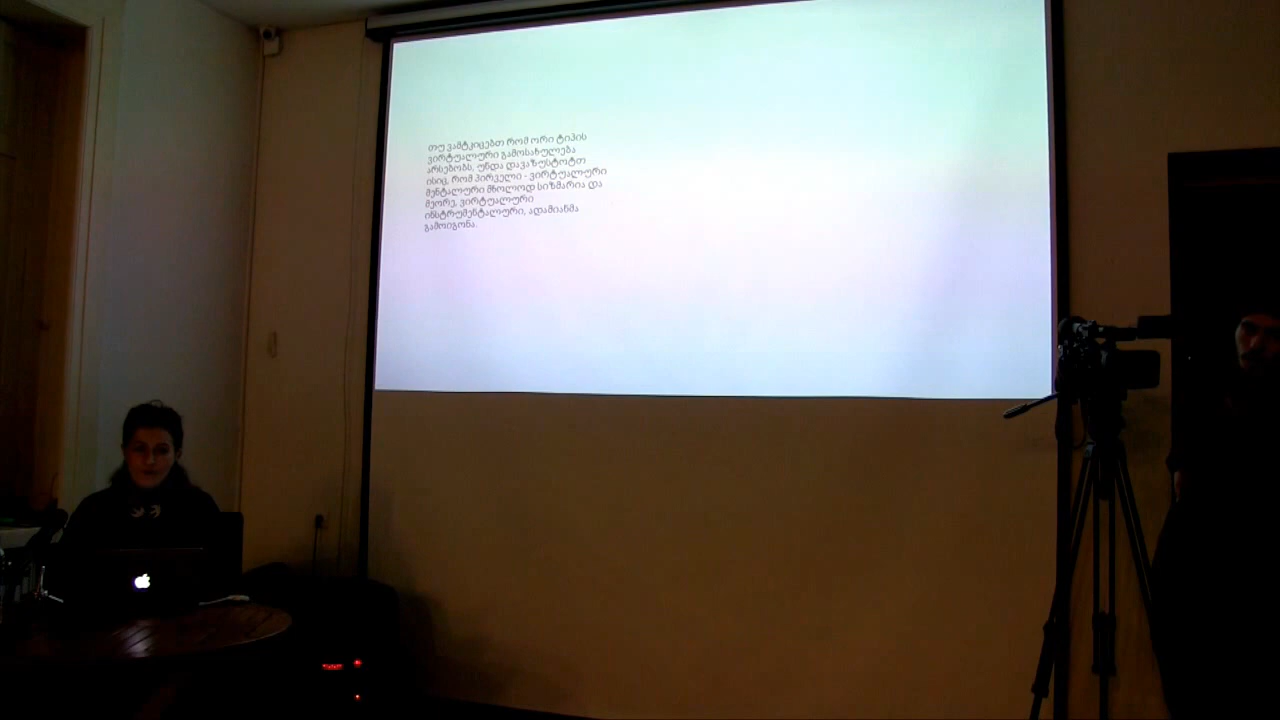 თუ ვამტკიცებთ რომ ორი ტიპის
ვირტუალური გამოსახულება
არსებობს, უნდა დავაზუსტოთ
ისიც, რომ პირველი - ვირტუალური
მენტალური მხოლოდ სიზმარია და
მეორე, ვირტუალური
ინსტრუმენტალური, ადამიანმა
გამოიგონა.